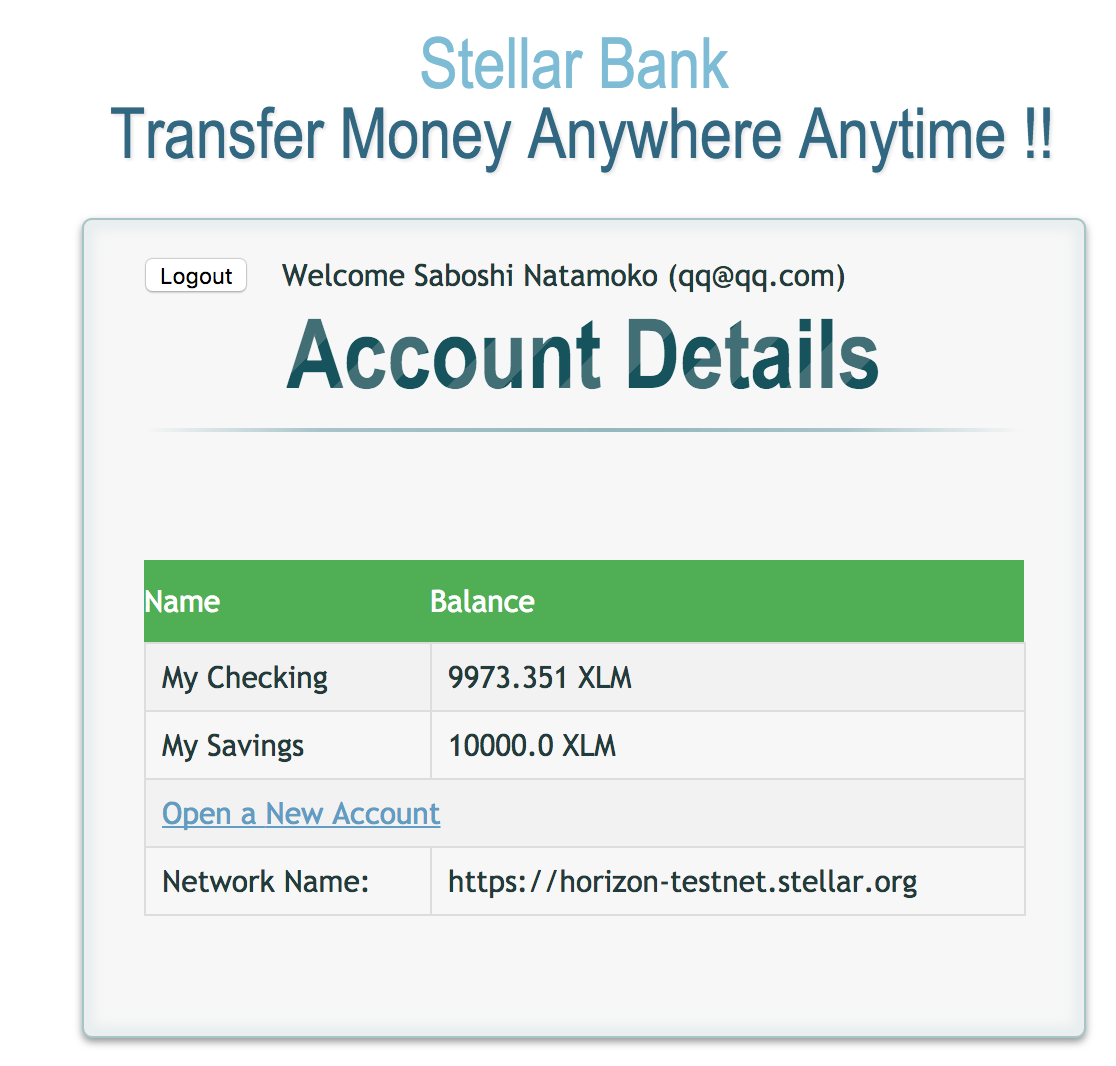 Stellar Bank
Transfer Money Anywhere Anytime !!
Logout Welcome Saboshi Natamoko (qq@qq.com)
Account Details
Name Balance
My Checking 9973.351 XLM
My Savings 10000.0 XLM
Open a New Account
Network Name: https://horizon-testnet.stellar.org